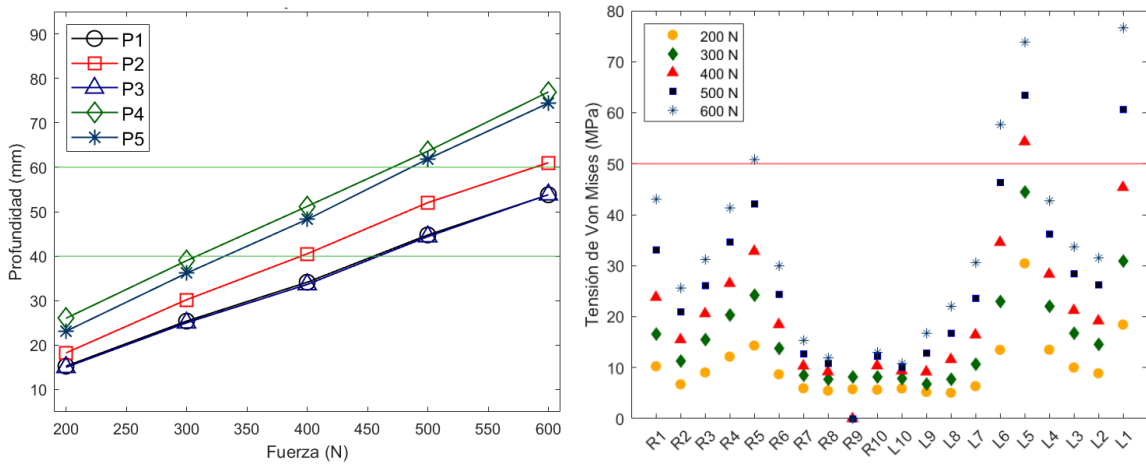 90
80
70
60
50
40
30
20
10
Profundidad (mm)
P1
P2
P3
P4
P5
200 250 300 350 400 450 500 550 600
Fuerza (N)
80
70
60
50
40
30
20
10
0
Tensión de Von Mises (MPa)
200 N
300 N
400 N
500 N
600 N
R1 R2 R3 R4 R5 R6 R7 R8 R9 R10 L10 L9 L8 L7 L6 L5 L4 L3 L2 L1